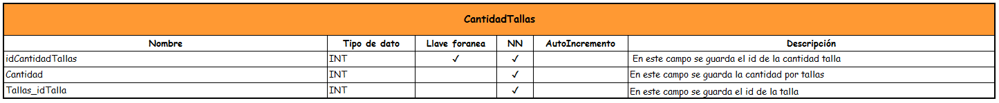 CantidadTallas
Nombre Tipo de dato Llave foranea NN AutoIncremento Descripción
idCantidadTallas INT ✓ ✓ En este campo se guarda el id de la cantidad talla
Cantidad INT ✓ En este campo se guarda la cantidad por tallas
Tallas_idTalla INT ✓ En este campo se guarda el id de la talla